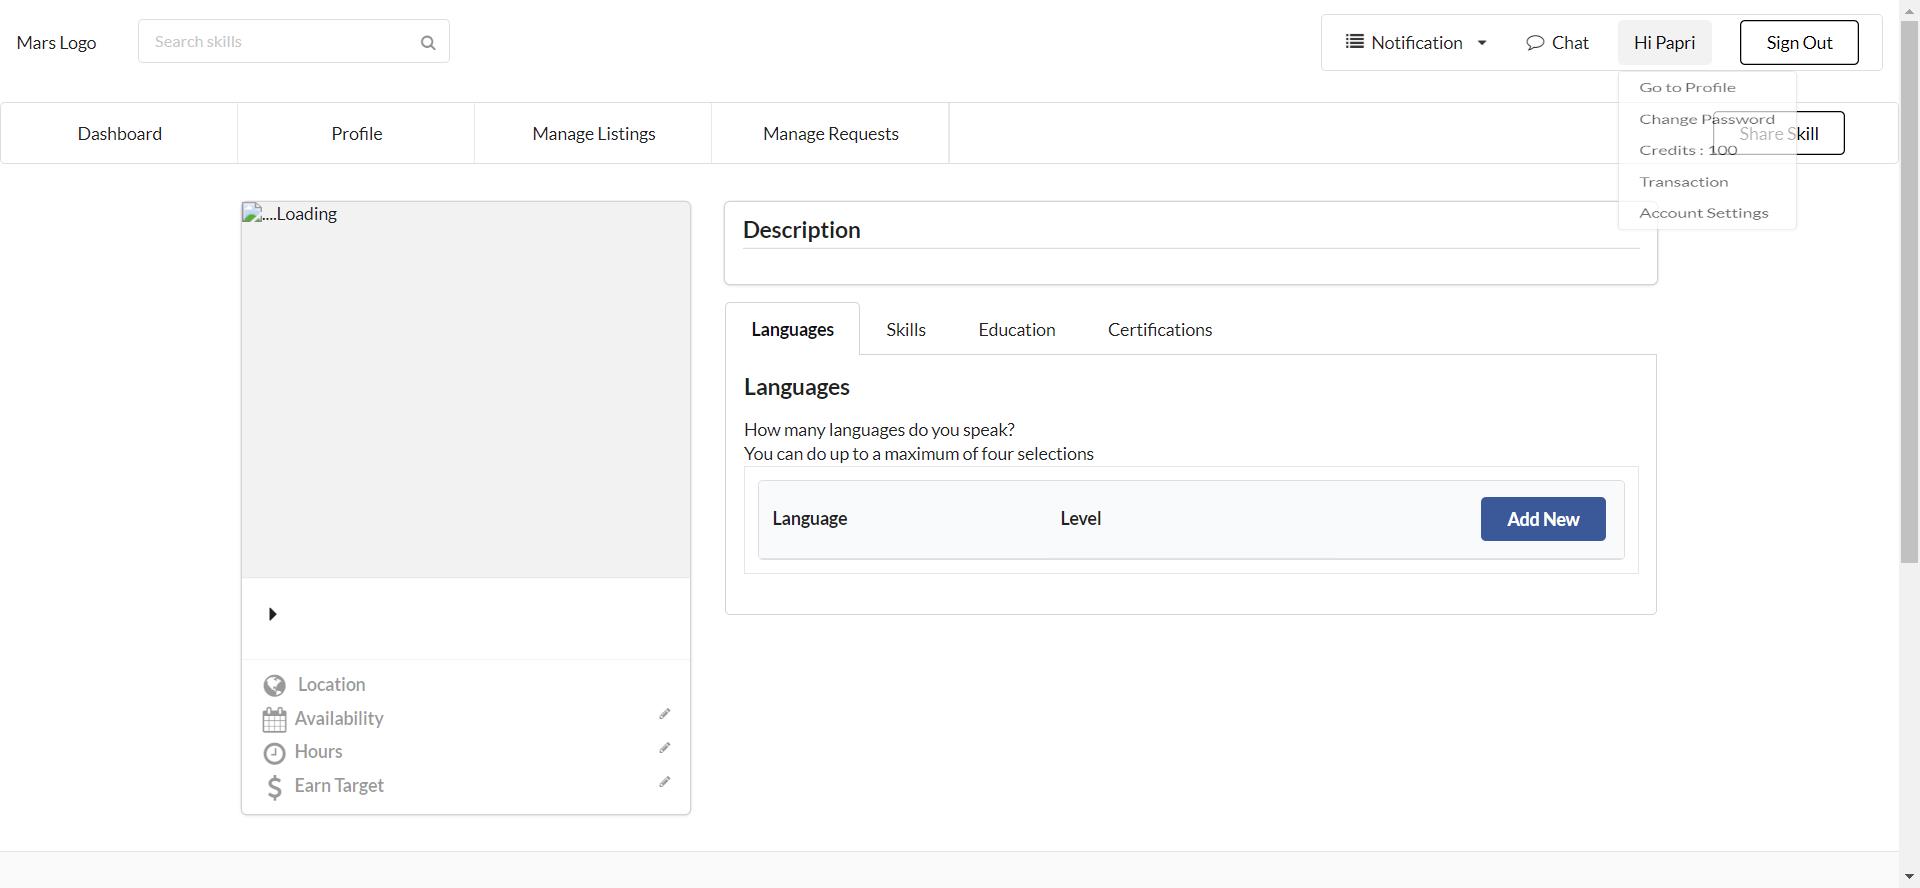 Mars Logo
Search skills
Notification
Chat
Hi Papri
Sign Out
Go to Profile
Change Password
Credits : 100
Transaction
Account Settings
Dashboard
Profile
Manage Listings
Manage Requests
Share Skill
....Loading
Location
Availability
Hours
Earn Target
Description
Languages
Skills
Education
Certifications
Languages
How many languages do you speak?
You can do up to a maximum of four selections
Language
Level
Add New